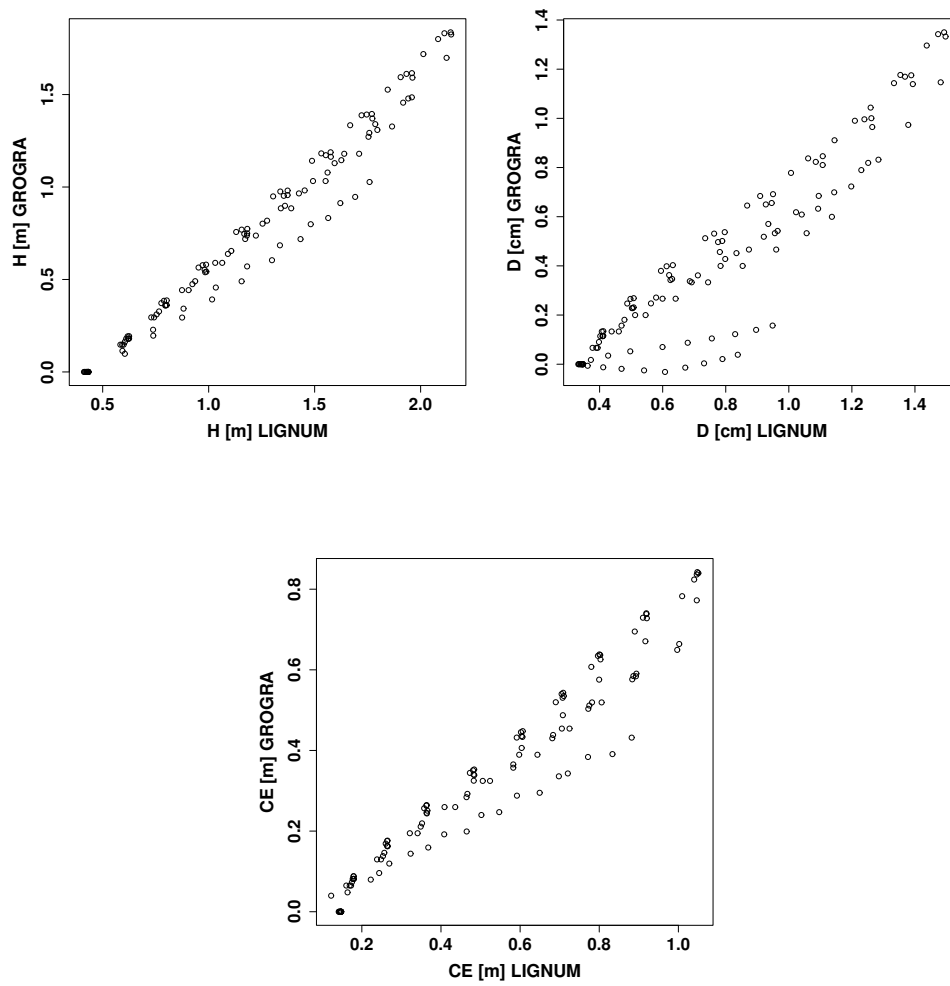 0.0 0.5 1.0 1.5
H [m] GROGRA
0.5 1.0 1.5 2.0
H [m] LIGNUM
0.0 0.2 0.4 0.6 0.8 1.0 1.2 1.4
D [cm] GROGRA
0.4 0.6 0.8 1.0 1.2 1.4
D [cm] LIGNUM
0.0 0.2 0.4 0.6 0.8
CE [m] GROGRA
0.2 0.4 0.6 0.8 1.0
CE [m] LIGNUM